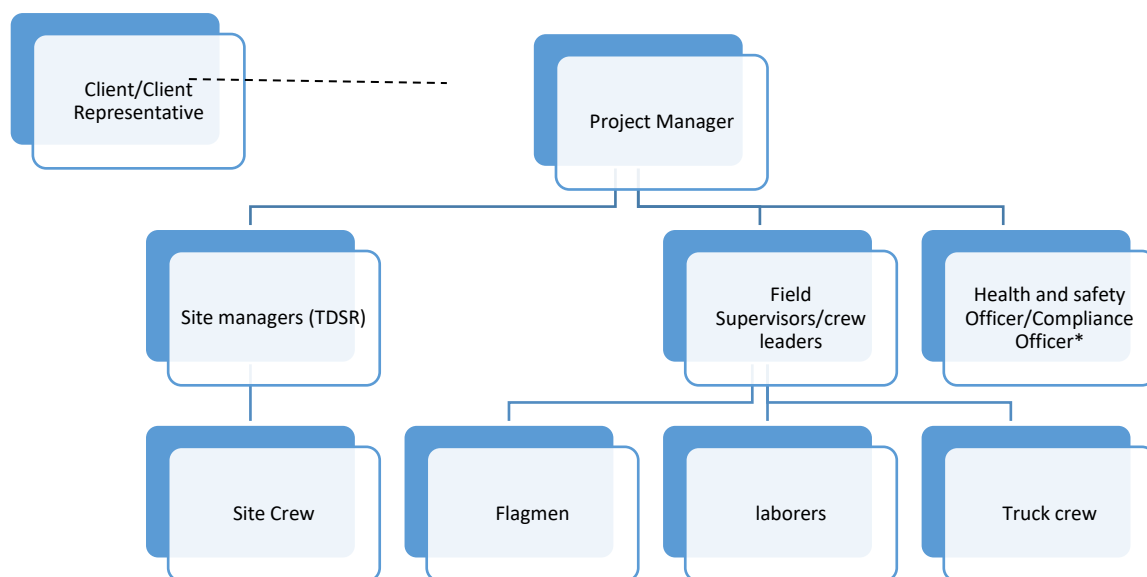 Client/Client
Representative
Project Manager
Site managers (TDSR)
Field
Supervisors/crew
leaders
Health and safety
Officer/Compliance
Officer*
Site Crew
Flagmen
laborers
Truck crew